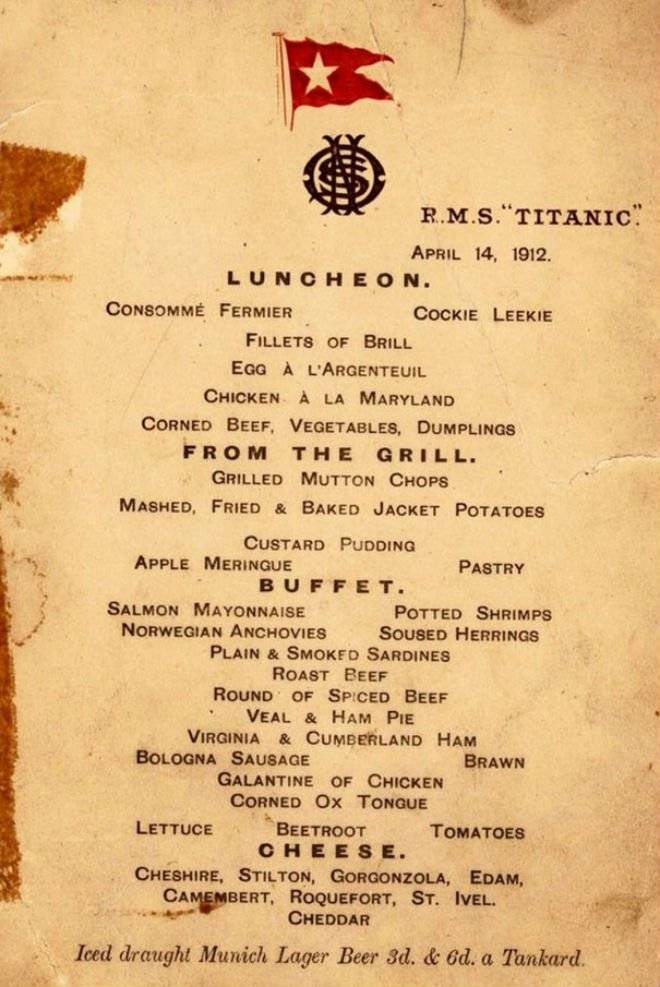 R.M.S. "TITANIC."
APRIL 14, 1912.
LUNCHEON.
CONSOMMÉ FERMIER COCKIE LEEKIE
FILLETS OF BRILL
EGG À L'ARGENTEUIL
CHICKEN À LA MARYLAND
CORNED BEEF, VEGETABLES, DUMPLINGS
FROM THE GRILL.
GRILLED MUTTON CHOPS
MASHED, FRIED & BAKED JACKET POTATOES
CUSTARD PUDDING
APPLE MERINGUE PASTRY
BUFFET.
SALMON MAYONNAISE POTTED SHRIMPS
NORWEGIAN ANCHOVIES SOUSED HERRINGS
PLAIN & SMOKED SARDINES
ROAST BEEF
ROUND OF SPICED BEEF
VEAL & HAM PIE
VIRGINIA & CUMBERLAND HAM
BOLOGNA SAUSAGE BRAWN
GALANTINE OF CHICKEN
CORNED OX TONGUE
LETTUCE BEETROOT TOMATOES
CHEESE.
CHESHIRE, STILTON, GORGONZOLA, EDAM,
CAMEMBERT, ROQUEFORT, ST. IVEL.
CHEDDAR
Iced draught Munich Lager Beer 3d. & 6d. a Tankard.